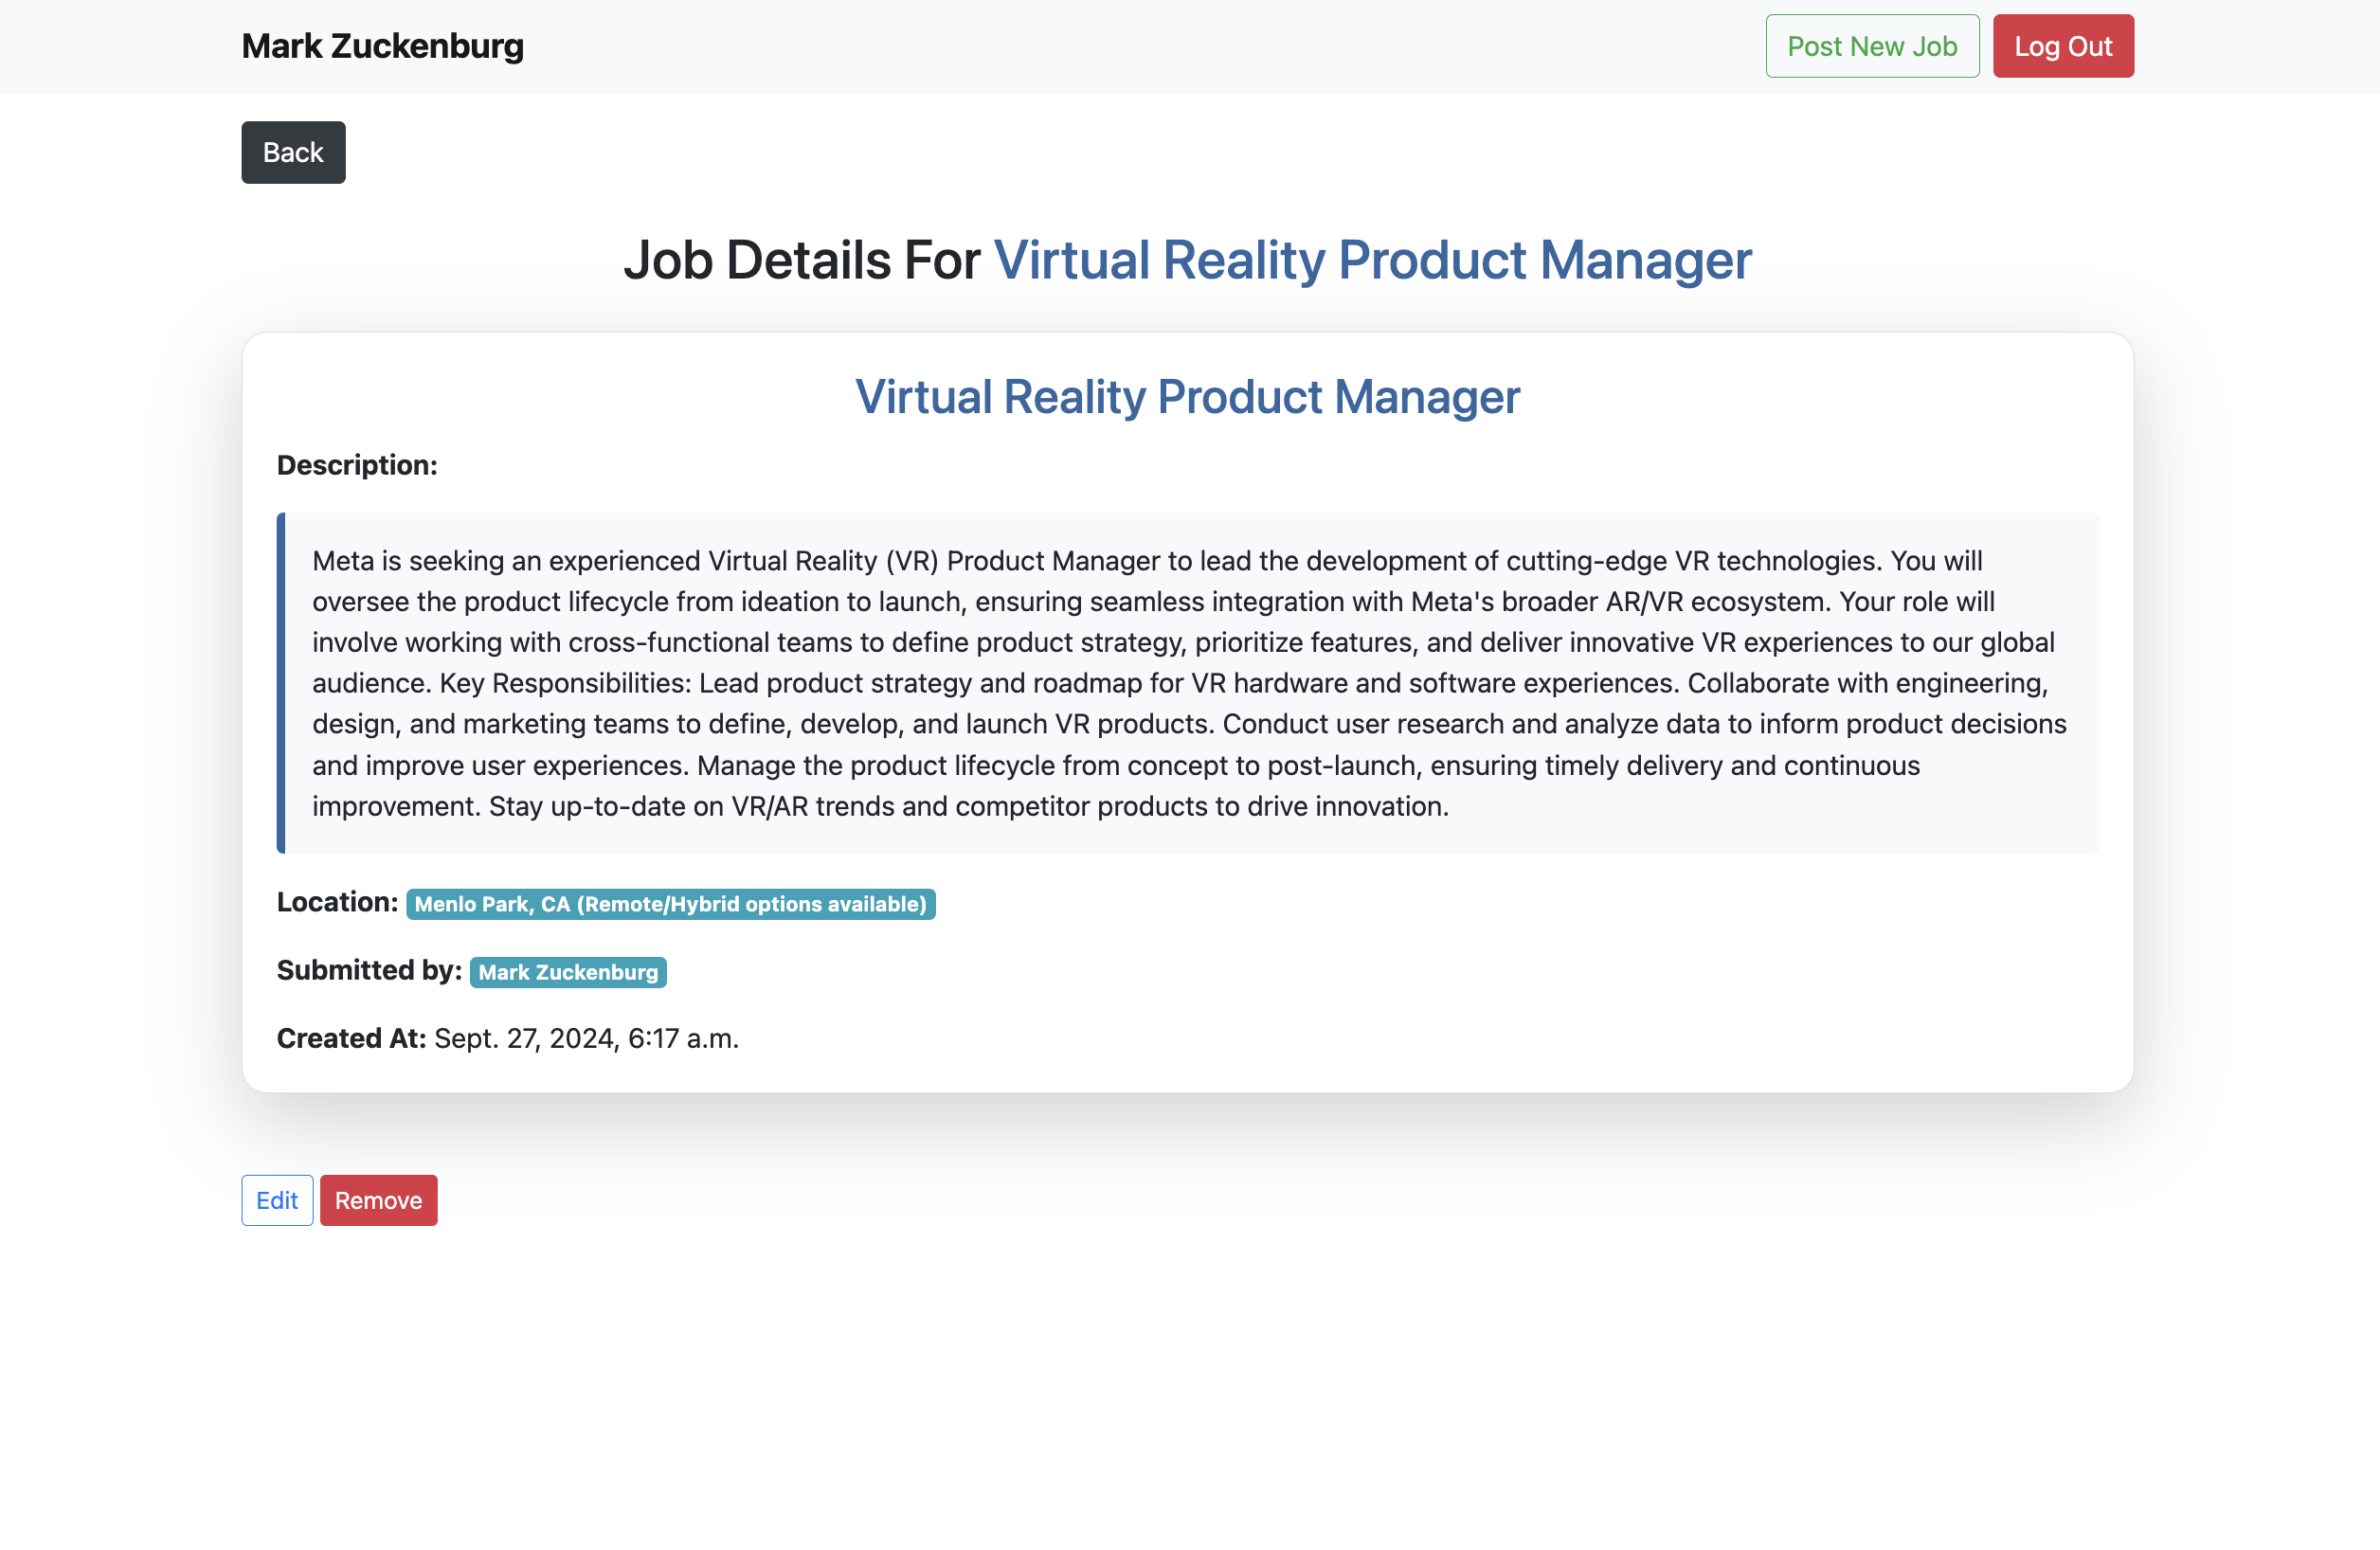 Mark Zuckenburg
Post New Job
Log Out
Back
Job Details For Virtual Reality Product Manager
Virtual Reality Product Manager
Description:
Meta is seeking an experienced Virtual Reality (VR) Product Manager to lead the development of cutting-edge VR technologies. You will
oversee the product lifecycle from ideation to launch, ensuring seamless integration with Meta's broader AR/VR ecosystem. Your role will
involve working with cross-functional teams to define product strategy, prioritize features, and deliver innovative VR experiences to our global
audience. Key Responsibilities: Lead product strategy and roadmap for VR hardware and software experiences. Collaborate with engineering,
design, and marketing teams to define, develop, and launch VR products. Conduct user research and analyze data to inform product decisions
and improve user experiences. Manage the product lifecycle from concept to post-launch, ensuring timely delivery and continuous
improvement. Stay up-to-date on VR/AR trends and competitor products to drive innovation.
Location: Menlo Park, CA (Remote/Hybrid options available)
Submitted by: Mark Zuckenburg
Created At: Sept. 27, 2024, 6:17 a.m.
Edit
Remove